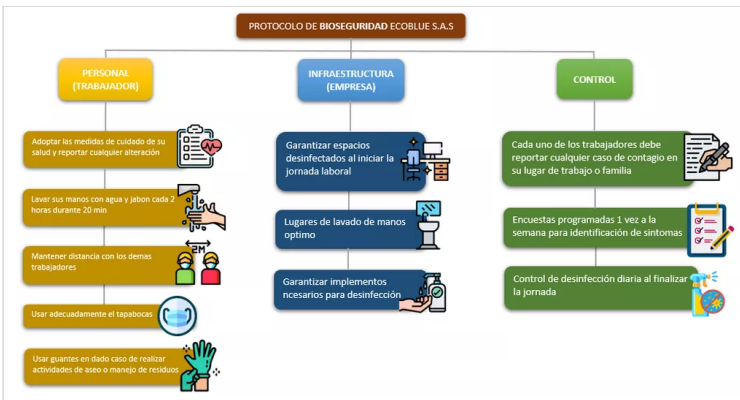 PROTOCOLO DE BIOSEGURIDAD ECOBLUE S.A.S
PERSONAL
(TRABAJADOR)
Adoptar las medidas de cuidado de su
salud y reportar cualquier alteración
Lavar sus manos con agua y jabon cada 2
horas durante 20 min
Mantener distancia con los demas
trabajadores
2M
Usar adecuadamente el tapabocas
Usar guantes en dado caso de realizar
actividades de aseo o manejo de residuos
INFRAESTRUCTURA
(EMPRESA)
Garantizar espacios
desinfectados al iniciar la
jornada laboral
Lugares de lavado de manos
optimo
Garantizar implementos
ncesarios para desinfección
CONTROL
Cada uno de los trabajadores debe
reportar cualquier caso de contagio en
su lugar de trabajo o familia
Encuestas programadas 1 vez a la
semana para identificación de sintomas
Control de desinfección diaria al finalizar
la jornada